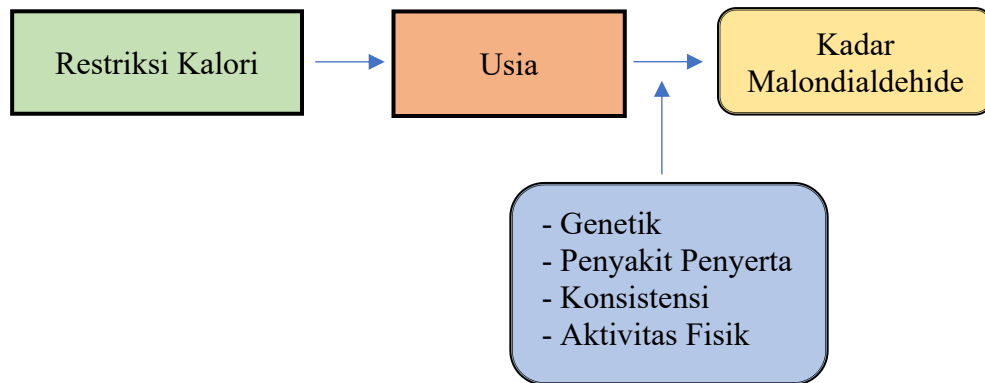 Restriksi Kalori
Usia
Kadar
Malondialdehide
- Genetik
- Penyakit Penyerta
- Konsistensi
- Aktivitas Fisik